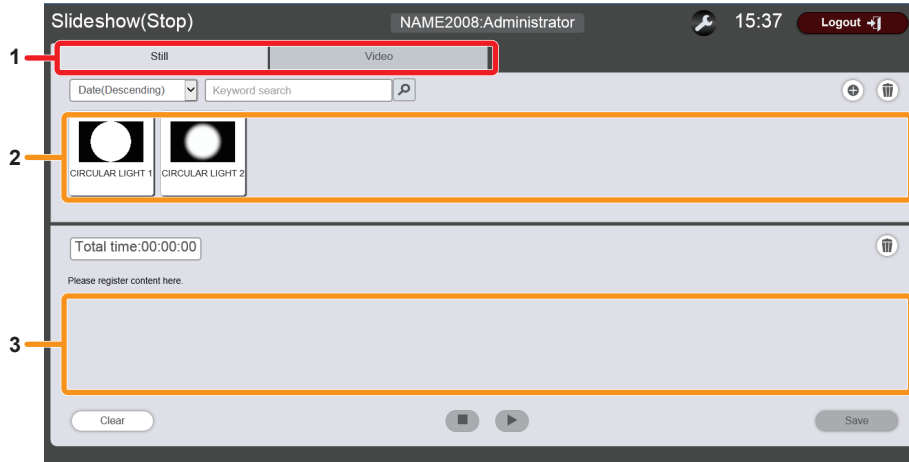 Slideshow(Stop) NAME2008:Administrator 15:37 Logout
1 Still Video
Date(Descending) Keyword search
2
CIRCULAR LIGHT 1 CIRCULAR LIGHT 2
Total time:00:00:00
Please register content here.
3
Clear Save